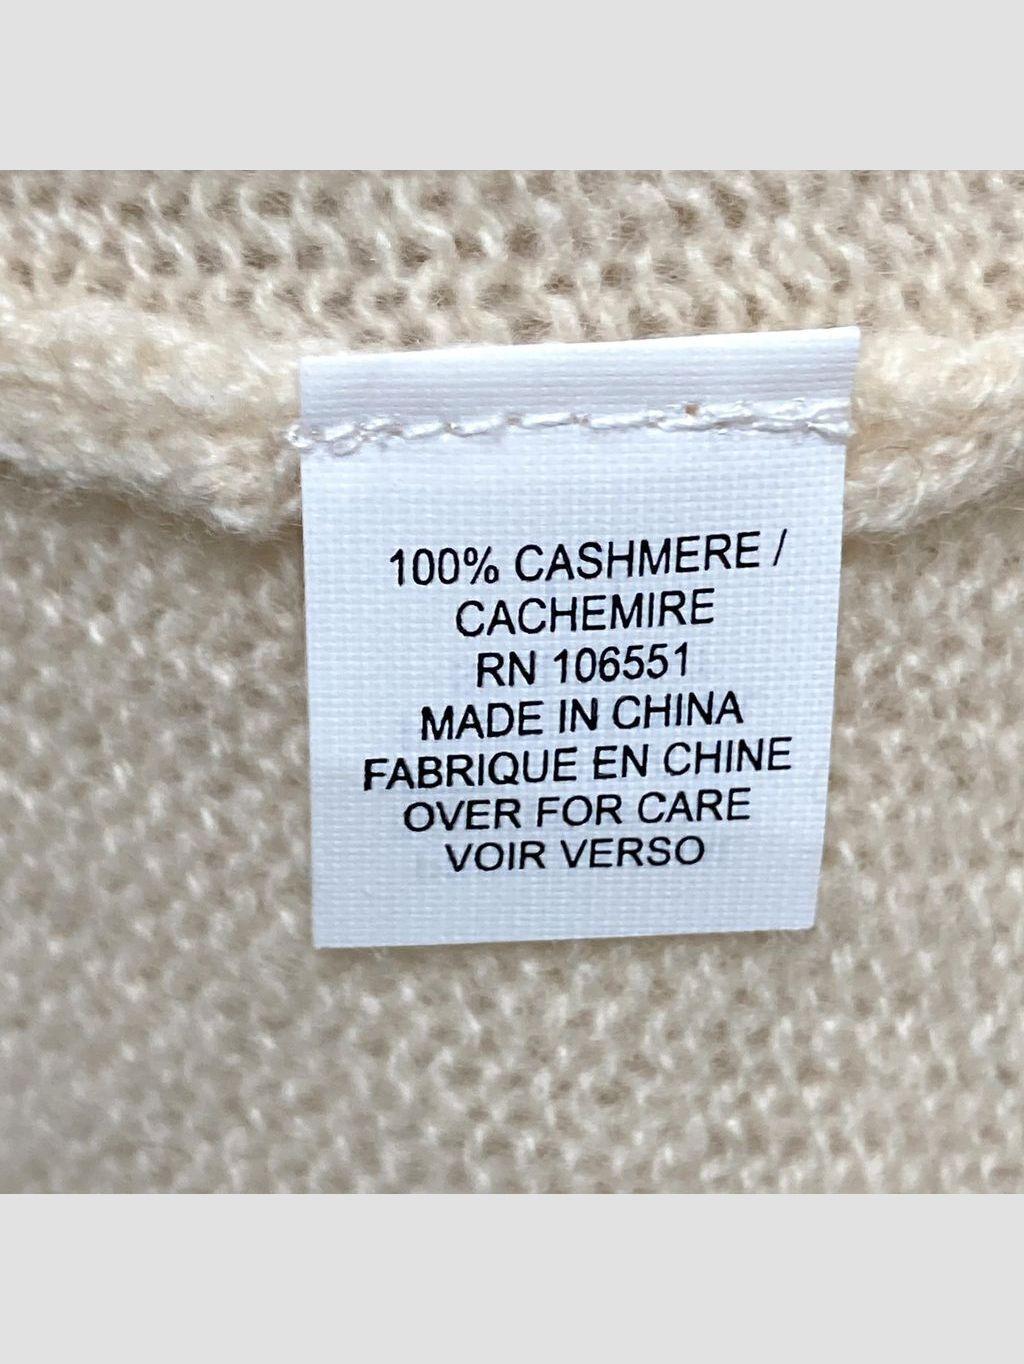 100% CASHMERE /
CACHEMIRE
RN 106551
MADE IN CHINA
FABRIQUE EN CHINE
OVER FOR CARE
VOIR VERSO